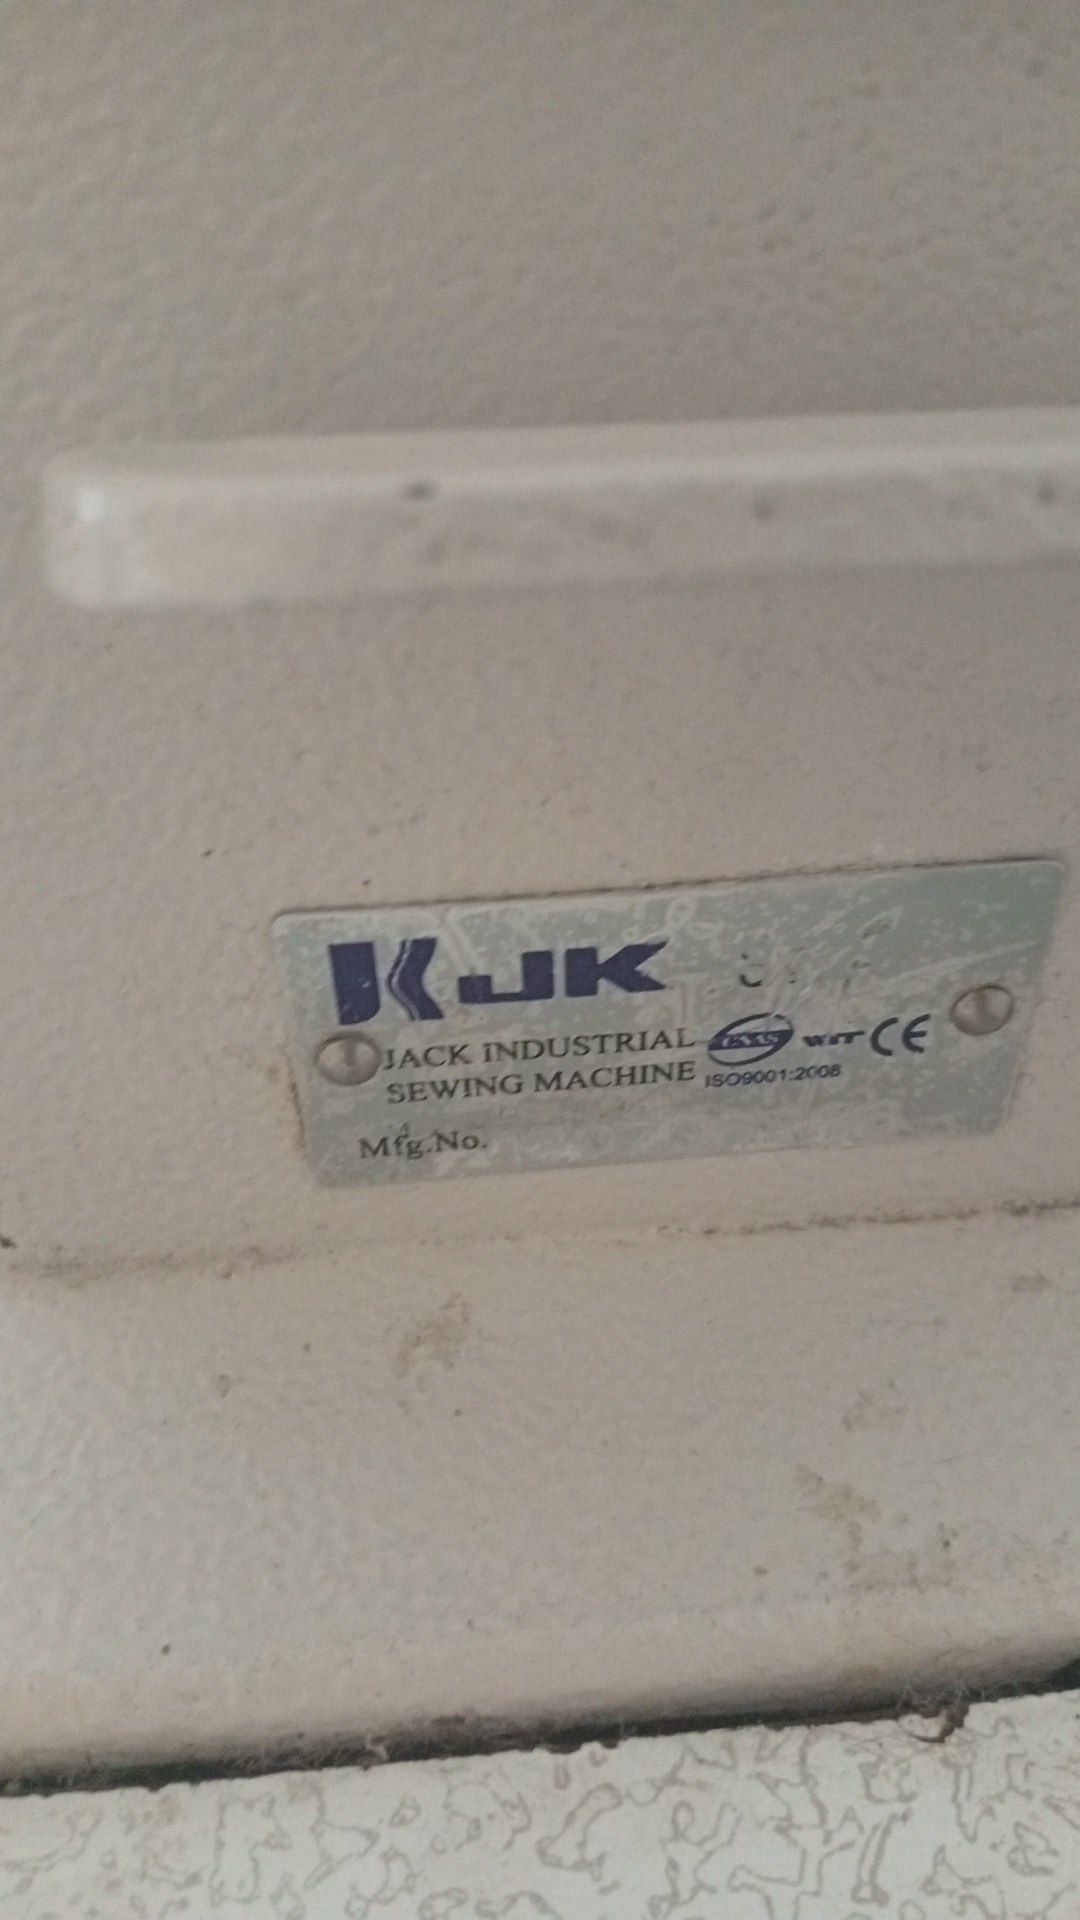 JK
JACK INDUSTRIAL
SEWING MACHINE
CE
ISO9001:2008
Mfg.No.